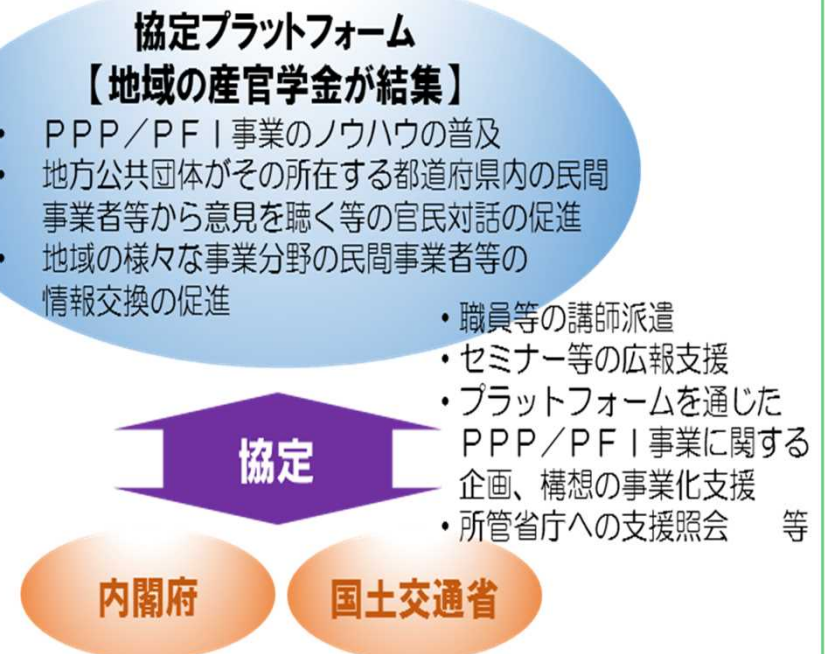 協定プラットフォーム
【地域の産官学金が結集】
・ ＰＰＰ／ＰＦＩ事業のノウハウの普及
・ 地方公共団体がその所在する都道府県内の民間
事業者等から意見を聴く等の官民対話の促進
・ 地域の様々な事業分野の民間事業者等の
情報交換の促進
・職員等の講師派遣
・セミナー等の広報支援
・プラットフォームを通じた
ＰＰＰ／ＰＦＩ事業に関する
企画、構想の事業化支援
・所管省庁への支援照会　等
協定
内閣府
国土交通省